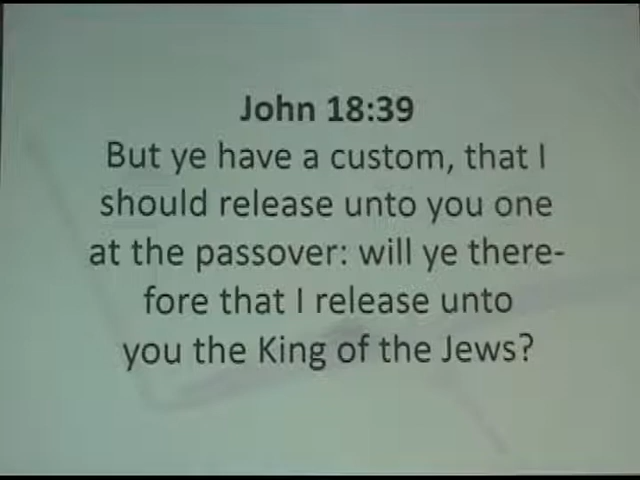 John 18:39
But ye have a custom, that I
should release unto you one
at the passover: will ye there-
fore that I release unto
you the King of the Jews?